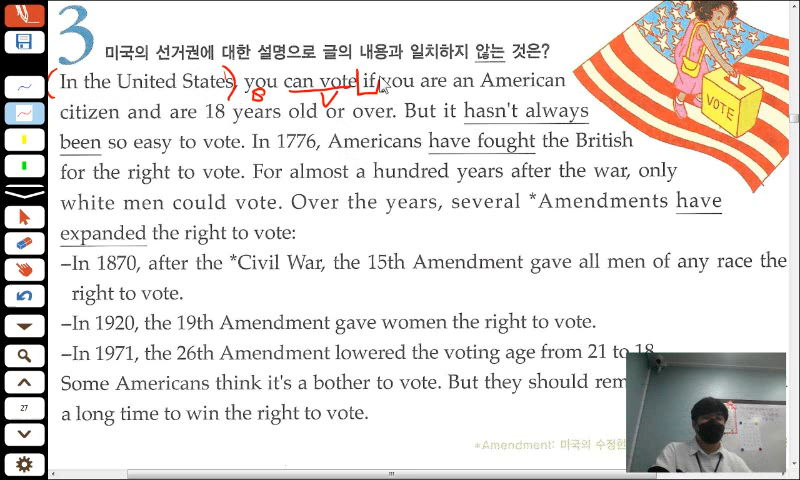 3
미국의 선거권에 대한 설명으로 글의 내용과 일치하지 않는 것은?
In the United States, you can vote if you are an American
citizen and are 18 years old or over. But it hasn't always
been so easy to vote. In 1776, Americans have fought the British
for the right to vote. For almost a hundred years after the war, only
white men could vote. Over the years, several *Amendments have
expanded the right to vote:
–In 1870, after the *Civil War, the 15th Amendment gave all men of any race the
right to vote.
–In 1920, the 19th Amendment gave women the right to vote.
–In 1971, the 26th Amendment lowered the voting age from 21 to 18.
Some Americans think it's a bother to vote. But they should
a long time to win the right to vote.
*Amendment: 미국의
VOTE
S
V
27